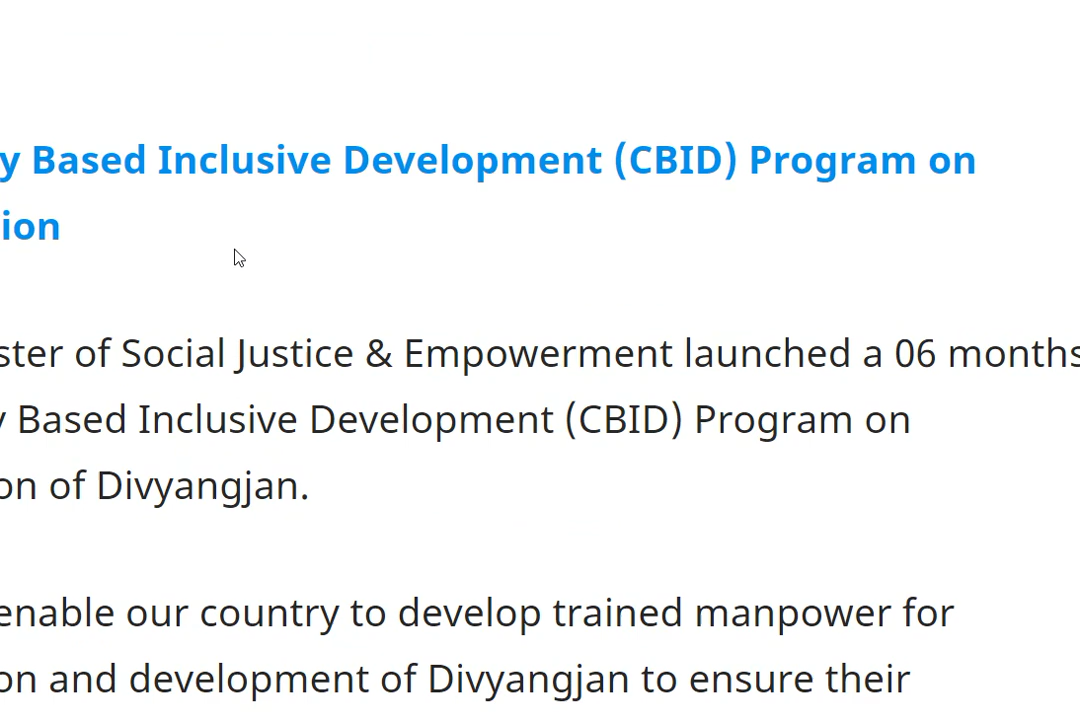 y Based Inclusive Development (CBID) Program on
ion
ster of Social Justice & Empowerment launched a 06 months
y Based Inclusive Development (CBID) Program on
on of Divyangjan.
enable our country to develop trained manpower for
on and development of Divyangjan to ensure their